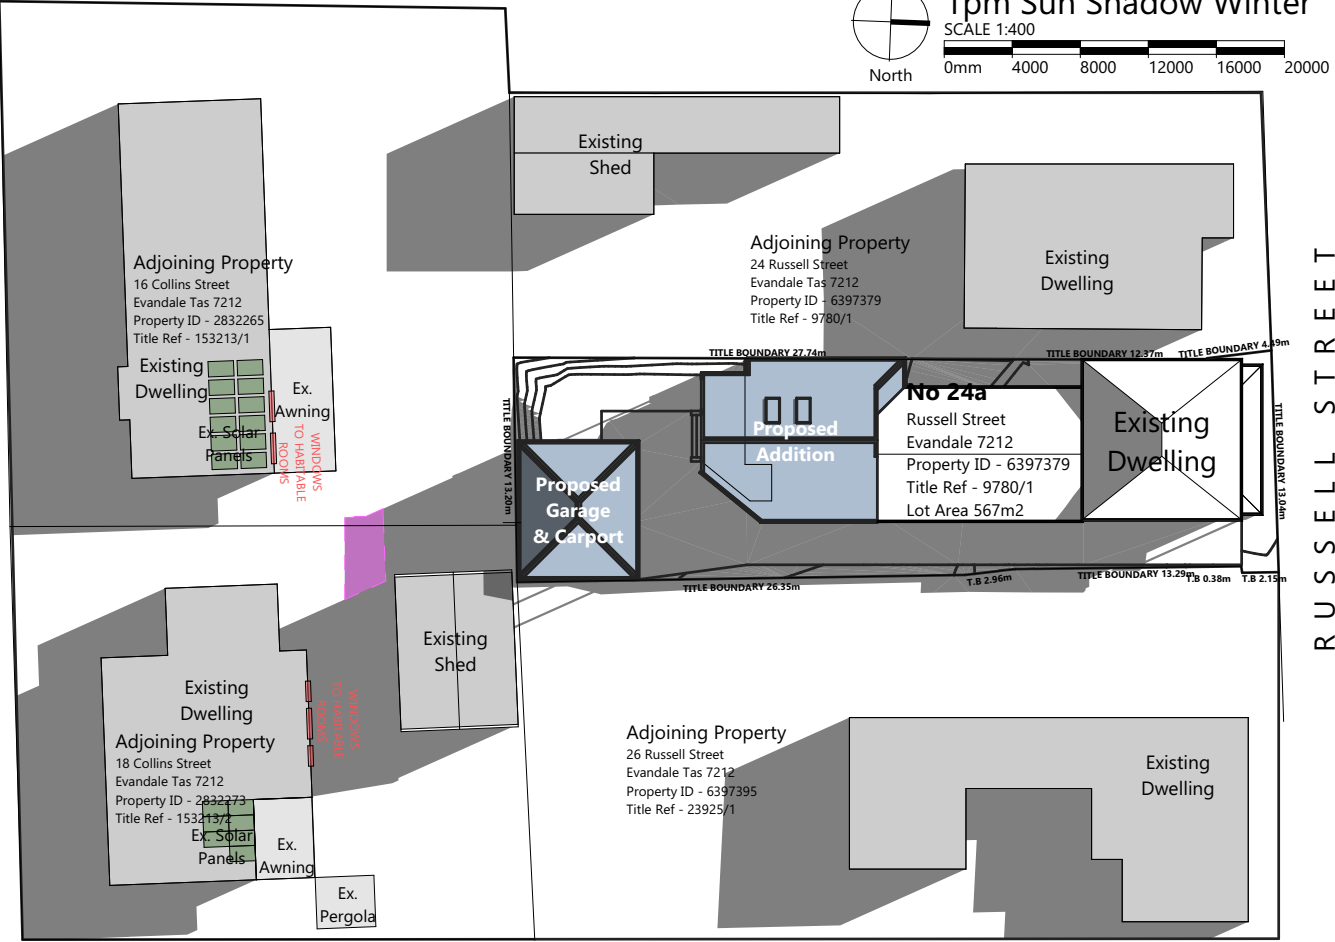 1pm Sun Shadow Winter
SCALE 1:400
0mm 4000 8000 12000 16000 20000
North
Existing
Shed
Adjoining Property
24 Russell Street
Evandale Tas 7212
Property ID - 6397379
Title Ref - 9780/1
Existing
Dwelling
Adjoining Property
16 Collins Street
Evandale Tas 7212
Property ID - 2832265
Title Ref - 153213/1
Existing
Dwelling
Ex. Solar
Panels
Ex.
Awning
WINDOWS
TO HABITABLE
ROOMS
TITLE BOUNDARY 27.74m
TITLE BOUNDARY 12.37m
TITLE BOUNDARY 4.49m
TITLE BOUNDARY 13.20m
Proposed
Garage
& Carport
Proposed
Addition
No 24a
Russell Street
Evandale 7212
Property ID - 6397379
Title Ref - 9780/1
Lot Area 567m2
Existing
Dwelling
TITLE BOUNDARY 13.04m
RUSSELL STREET
TITLE BOUNDARY 26.35m
T.B 2.96m
TITLE BOUNDARY 13.29m
T.B 0.38m
T.B 2.15m
Existing
Shed
Existing
Dwelling
WINDOWS
TO HABITABLE
ROOMS
Adjoining Property
18 Collins Street
Evandale Tas 7212
Property ID - 2832273
Title Ref - 153213/2
Ex. Solar
Panels
Ex.
Awning
Ex.
Pergola
Adjoining Property
26 Russell Street
Evandale Tas 7212
Property ID - 6397395
Title Ref - 23925/1
Existing
Dwelling